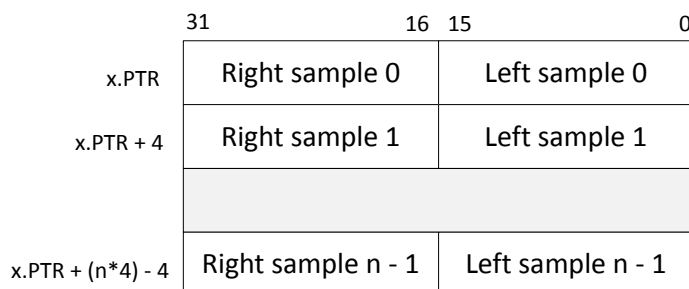 31 16 15 0
x.PTR Right sample 0 Left sample 0
x.PTR + 4 Right sample 1 Left sample 1
x.PTR + (n*4) - 4 Right sample n - 1 Left sample n - 1